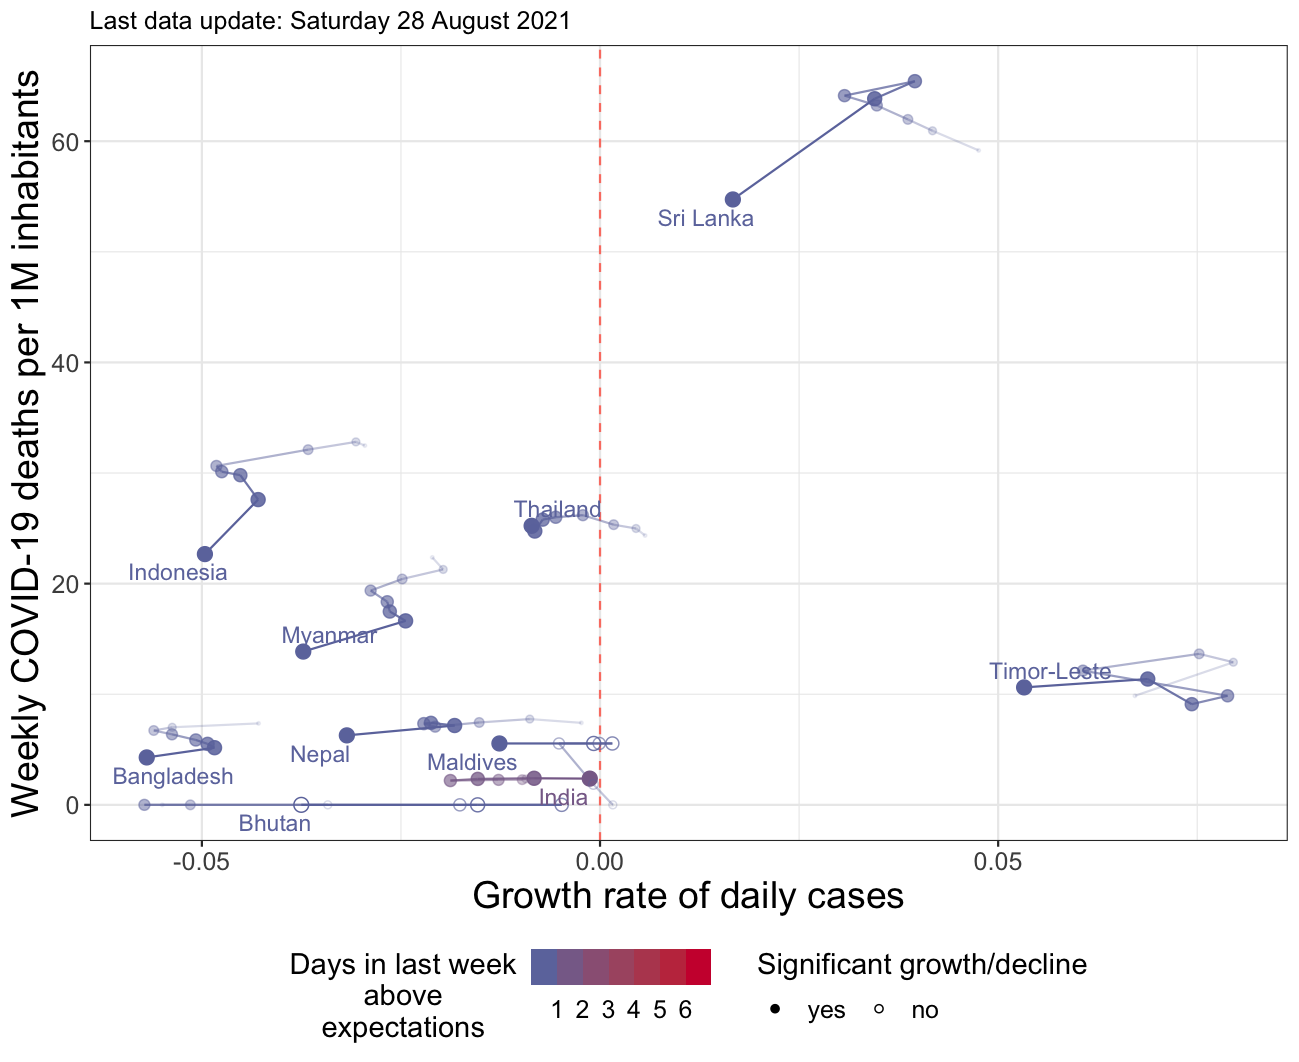 Last data update: Saturday 28 August 2021
Weekly COVID-19 deaths per 1M inhabitants
60
40
20
0
Sri Lanka
Thailand
Indonesia
Myanmar
Timor-Leste
Nepal
Maldives
Bangladesh
India
Bhutan
-0.05 0.00 0.05
Growth rate of daily cases
Days in last week
above
expectations
1 2 3 4 5 6
Significant growth/decline
yes no